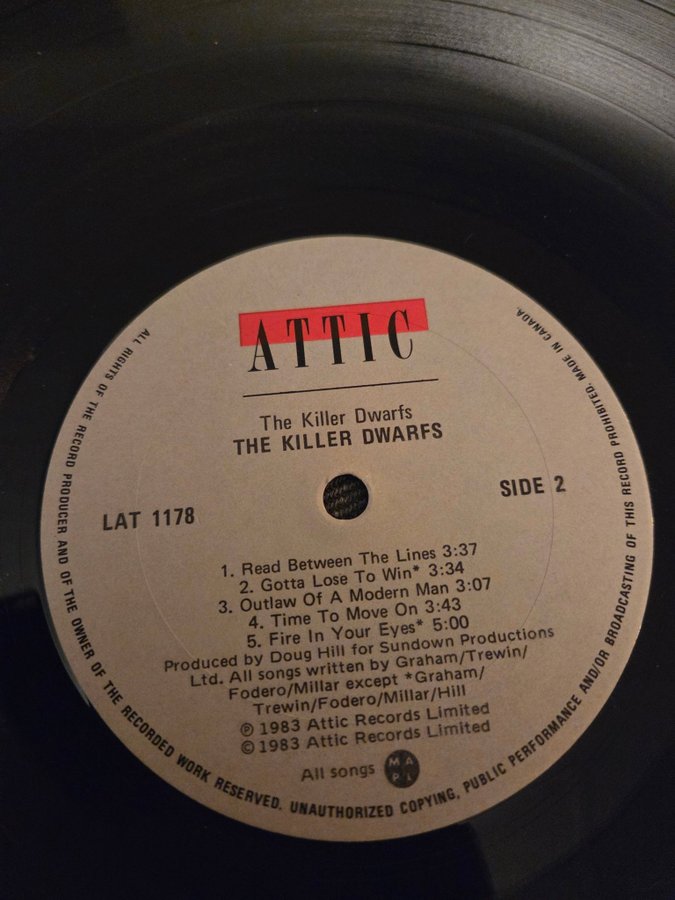 ATTIC
The Killer Dwarfs
THE KILLER DWARFS
LAT 1178
SIDE 2
1. Read Between The Lines 3:37
2. Gotta Lose To Win* 3:34
3. Outlaw Of A Modern Man 3:07
4. Time To Move On 3:43
5. Fire In Your Eyes* 5:00
Produced by Doug Hill for Sundown Productions
Ltd. All songs written by Graham/Trewin/
Fodero/Millar except *Graham/
Trewin/Fodero/Millar/Hill
℗ 1983 Attic Records Limited
© 1983 Attic Records Limited
All songs MAPL
ALL RIGHTS OF THE RECORD PRODUCER AND OF THE OWNER OF THE RECORDED WORK RESERVED. UNAUTHORIZED COPYING, PUBLIC PERFORMANCE AND/OR BROADCASTING OF THIS RECORD PROHIBITED. MADE IN CANADA.